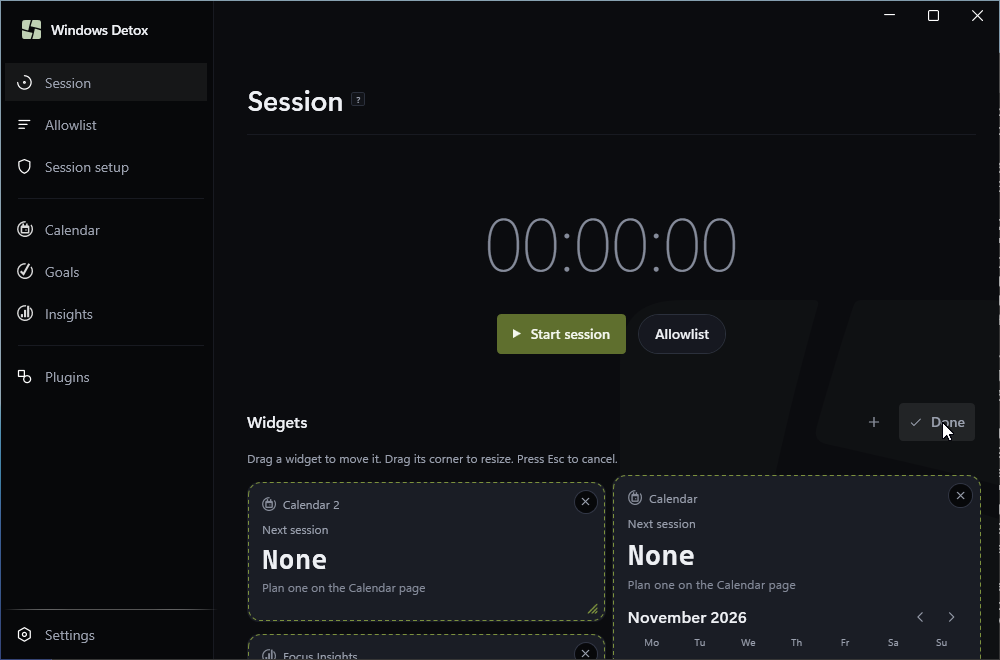 Windows Detox
Session
Allowlist
Session setup
Calendar
Goals
Insights
Plugins
Settings
Session ?
00:00:00
Start session
Allowlist
Widgets
Done
Drag a widget to move it. Drag its corner to resize. Press Esc to cancel.
Calendar 2
Next session
None
Plan one on the Calendar page
Focus Insights
Calendar
Next session
None
Plan one on the Calendar page
November 2026
Mo Tu We Th Fr Sa Su